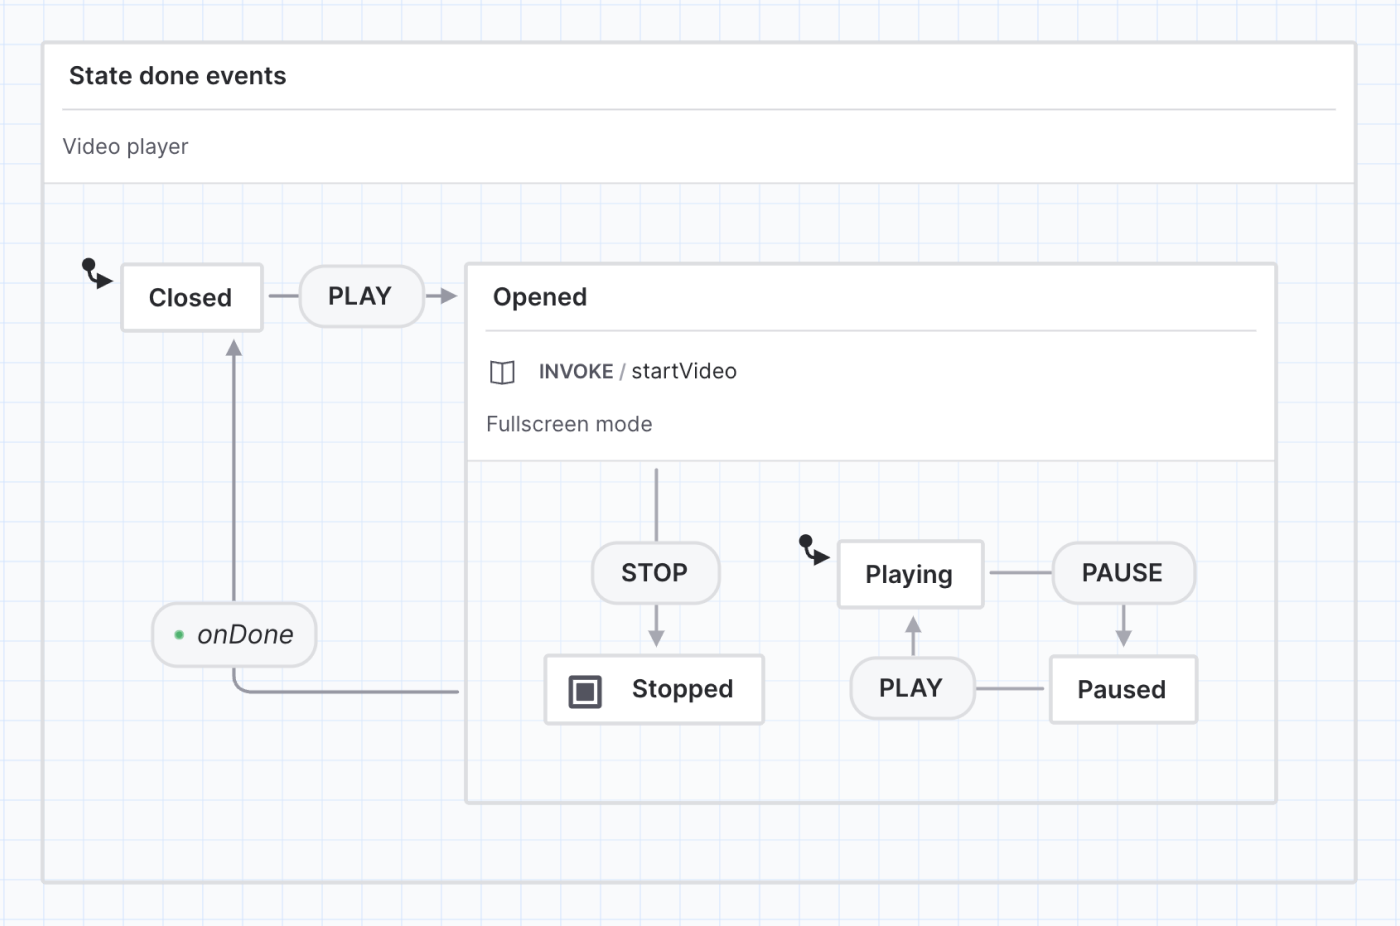 State done events
Video player
Closed
PLAY
Opened
INVOKE / startVideo
Fullscreen mode
STOP
Playing
PAUSE
onDone
Stopped
PLAY
Paused